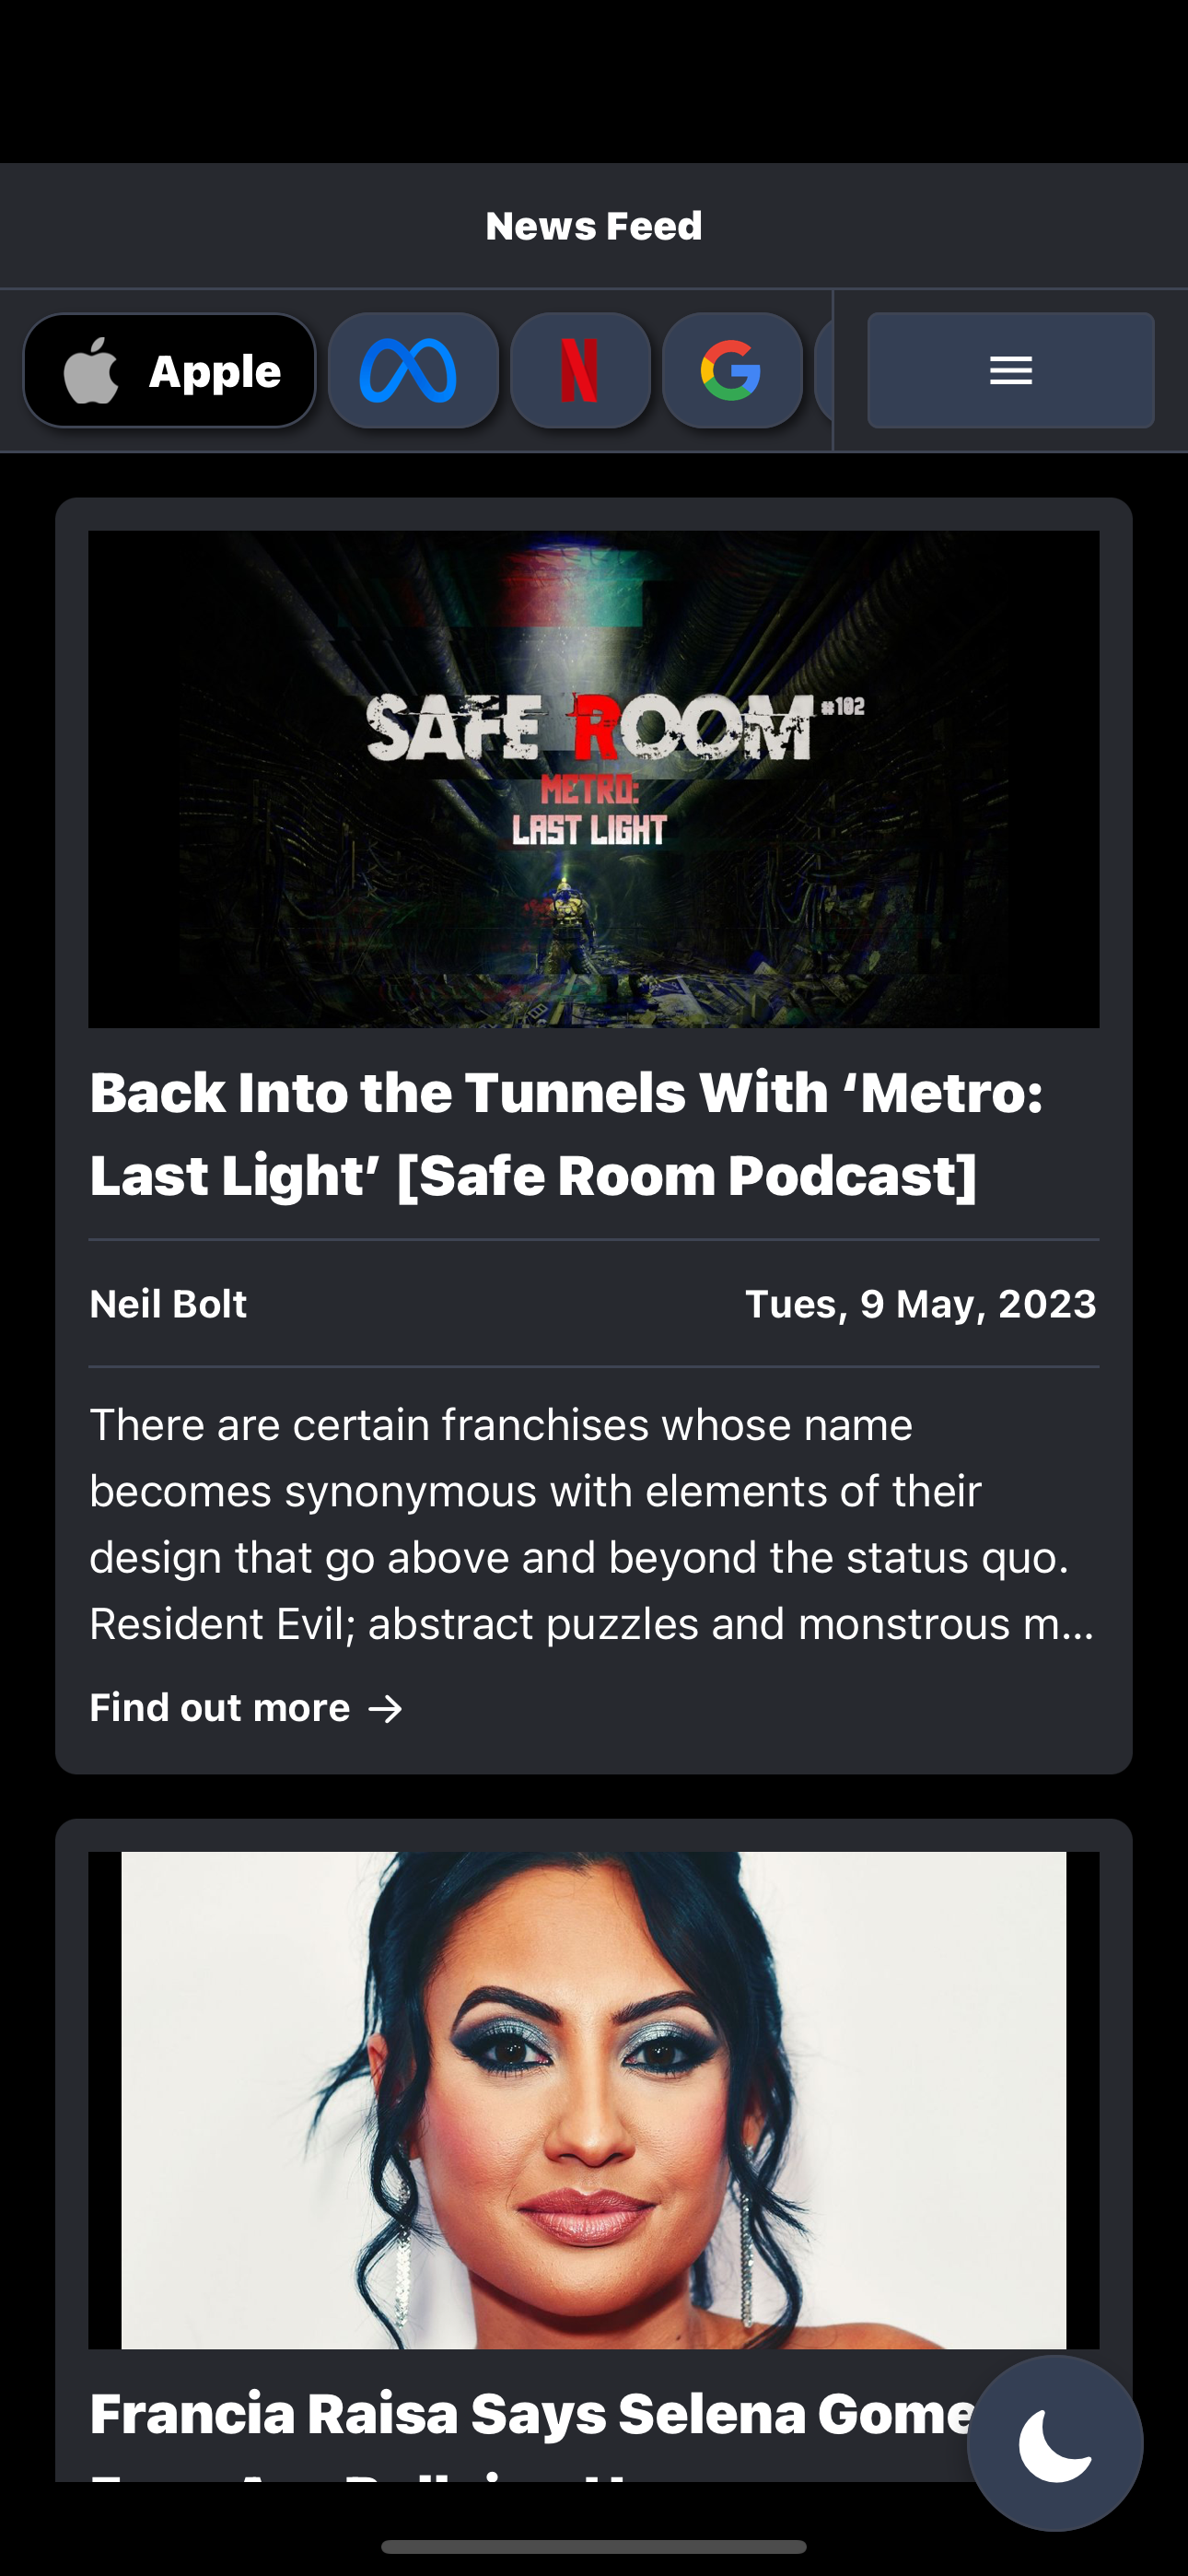 News Feed
Apple
SAFE ROOM #102
METRO:
LAST LIGHT
Back Into the Tunnels With ‘Metro:
Last Light’ [Safe Room Podcast]
Neil Bolt
Tues, 9 May, 2023
There are certain franchises whose name
becomes synonymous with elements of their
design that go above and beyond the status quo.
Resident Evil; abstract puzzles and monstrous m...
Find out more →
Francia Raisa Says Selena Gome